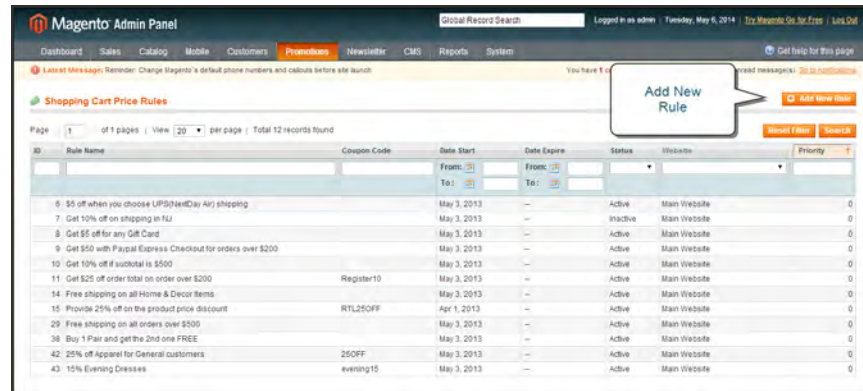 Magento Admin Panel
Global Record Search
Logged in as admin | Tuesday, May 6, 2014 | Try Magento Go for Free | Log Out
Dashboard Sales Catalog Mobile Customers Promotions Newsletter CMS Reports System
Get help for this page
Latest Message: Reminder: Change Magento's default phone numbers and callouts before site launch
You have 1 message(s). Go to
Add New Rule
Shopping Cart Price Rules
Add New Rule
Page 1 of 1 pages | View 20 per page | Total 12 records found
Reset Filter Search
ID Rule Name Coupon Code Date Start Date Expire Status Website Priority
From: From:
To: To:
6 $5 off when you choose UPS(NextDay Air) shipping May 3, 2013 -- Active Main Website 0
7 Get 10% off on shipping in NJ May 3, 2013 -- Inactive Main Website 0
8 Get $5 off for any Gift Card May 3, 2013 -- Active Main Website 0
9 Get $50 with Paypal Express Checkout for orders over $200 May 3, 2013 -- Active Main Website 0
10 Get 10% off if subtotal is $500 May 3, 2013 -- Active Main Website 0
11 Get $25 off order total on order over $200 Register10 May 3, 2013 -- Active Main Website 0
14 Free shipping on all Home & Decor Items May 3, 2013 -- Active Main Website 0
15 Provide 25% off on the product price discount RTL25OFF Apr 1, 2013 -- Active Main Website 0
29 Free shipping on all orders over $500 May 3, 2013 -- Active Main Website 0
38 Buy 1 Pair and get the 2nd one FREE May 3, 2013 -- Active Main Website 0
42 25% off Apparel for General customers 25OFF May 3, 2013 -- Active Main Website 0
43 15% Evening Dresses evening15 May 3, 2013 -- Active Main Website 0